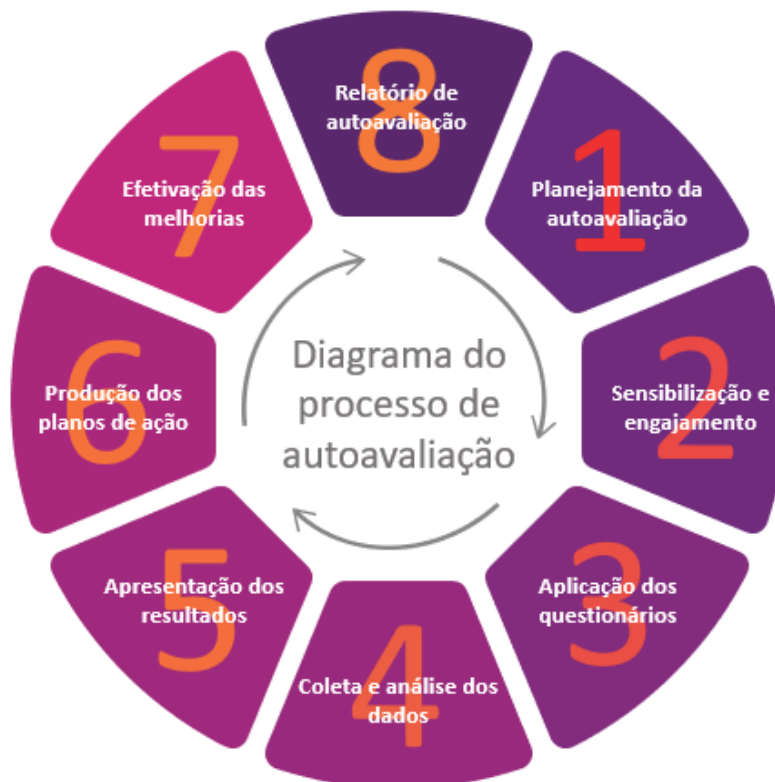 Diagrama do
processo de
autoavaliação
1
Planejamento da
autoavaliação
2
Sensibilização e
engajamento
3
Aplicação dos
questionários
4
Coleta e análise dos
dados
5
Apresentação dos
resultados
6
Produção dos
planos de ação
7
Efetivação das
melhorias
8
Relatório de
autoavaliação